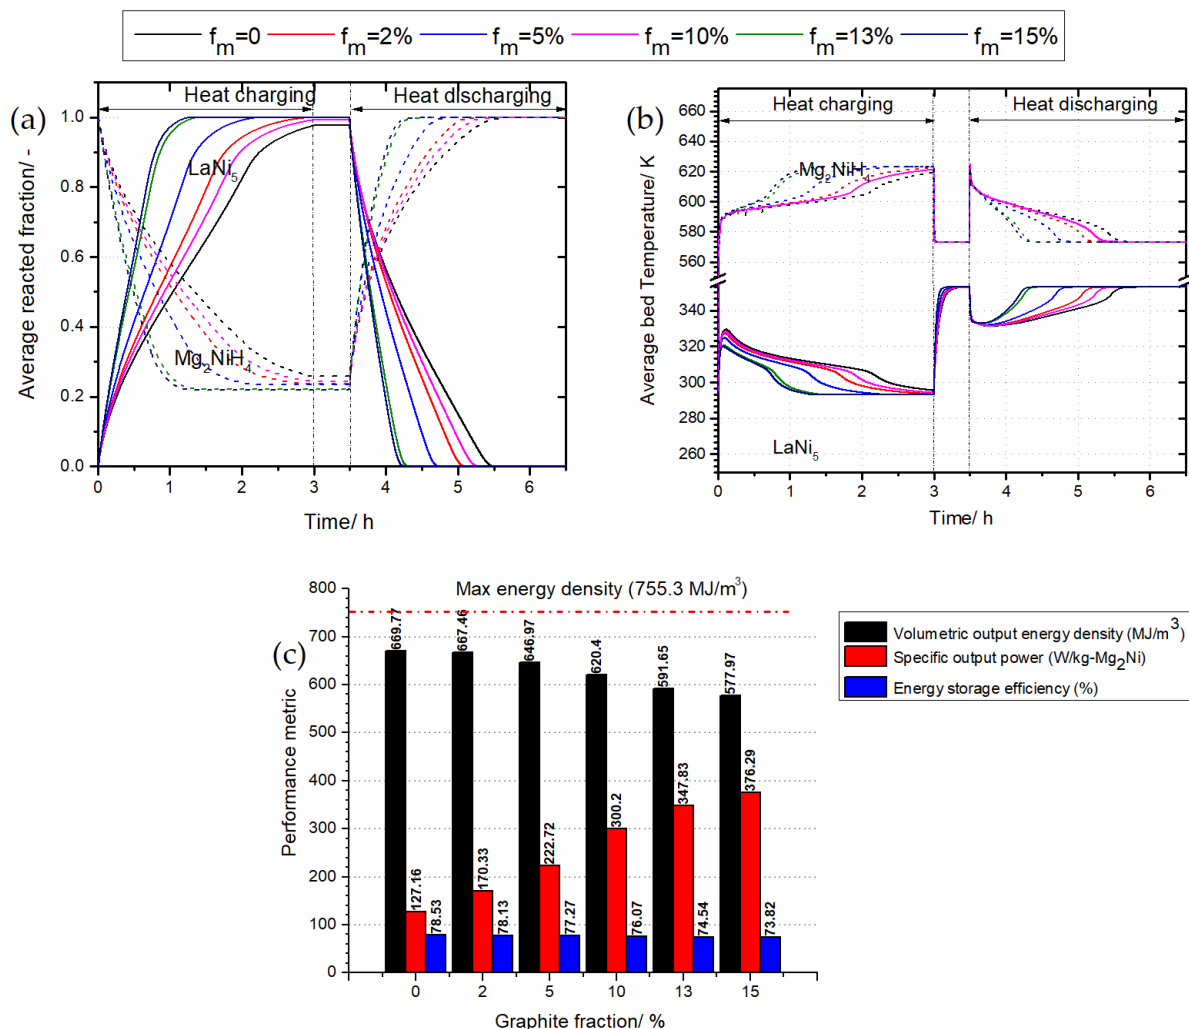 f_m=0 f_m=2% f_m=5% f_m=10% f_m=13% f_m=15%
(a)
Heat charging Heat discharging
1.0
0.8
0.6
0.4
0.2
0.0
LaNi5
Mg2NiH4
Average reacted fraction/ -
0 1 2 3 4 5 6
Time/ h
(b)
Heat charging Heat discharging
660
640
620
600
580
560
340
320
300
280
260
Mg2NiH4
LaNi5
Average bed Temperature/ K
0 1 2 3 4 5 6
Time/ h
(c)
Max energy density (755.3 MJ/m3)
800
700
600
500
400
300
200
100
0
Performance metric
669.77 127.16 78.53
667.46 170.33 78.13
646.97 222.72 77.27
620.4 300.2 76.07
591.65 347.83 74.54
577.97 376.29 73.82
0 2 5 10 13 15
Graphite fraction/ %
Volumetric output energy density (MJ/m3)
Specific output power (W/kg-Mg2Ni)
Energy storage efficiency (%)